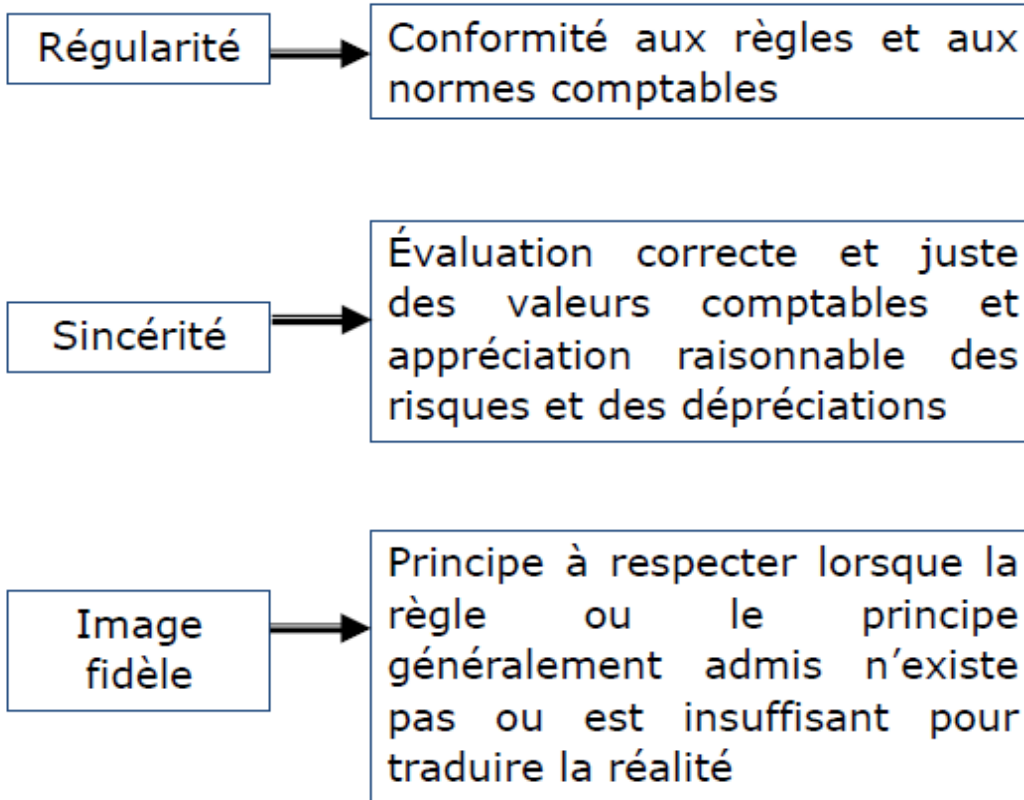 Régularité
Conformité aux règles et aux
normes comptables
Sincérité
Évaluation correcte et juste
des valeurs comptables et
appréciation raisonnable des
risques et des dépréciations
Image
fidèle
Principe à respecter lorsque la
règle ou le principe
généralement admis n’existe
pas ou est insuffisant pour
traduire la réalité